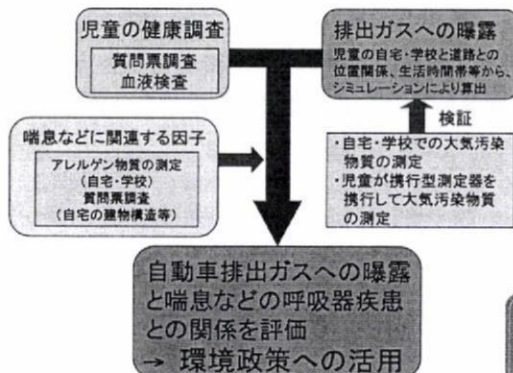 児童の健康調査
質問票調査
血液検査
排出ガスへの曝露
児童の自宅・学校と道路との
位置関係、生活時間帯等から、
シミュレーションにより算出
検証
・自宅・学校での大気汚染
物質の測定
・児童が携行型測定器を
携行して大気汚染物質
の測定
喘息などに関連する因子
アレルゲン物質の測定
(自宅・学校)
質問票調査
(自宅の建物構造等)
自動車排出ガスへの曝露
と喘息などの呼吸器疾患
との関係を評価
→ 環境政策への活用